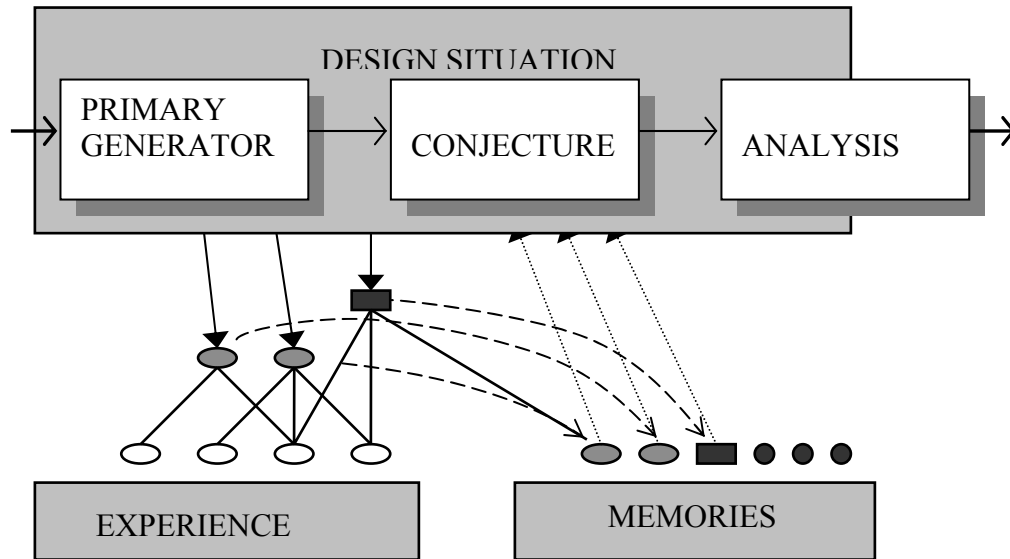 DESIGN SITUATION
PRIMARY
GENERATOR
CONJECTURE
ANALYSIS
EXPERIENCE
MEMORIES